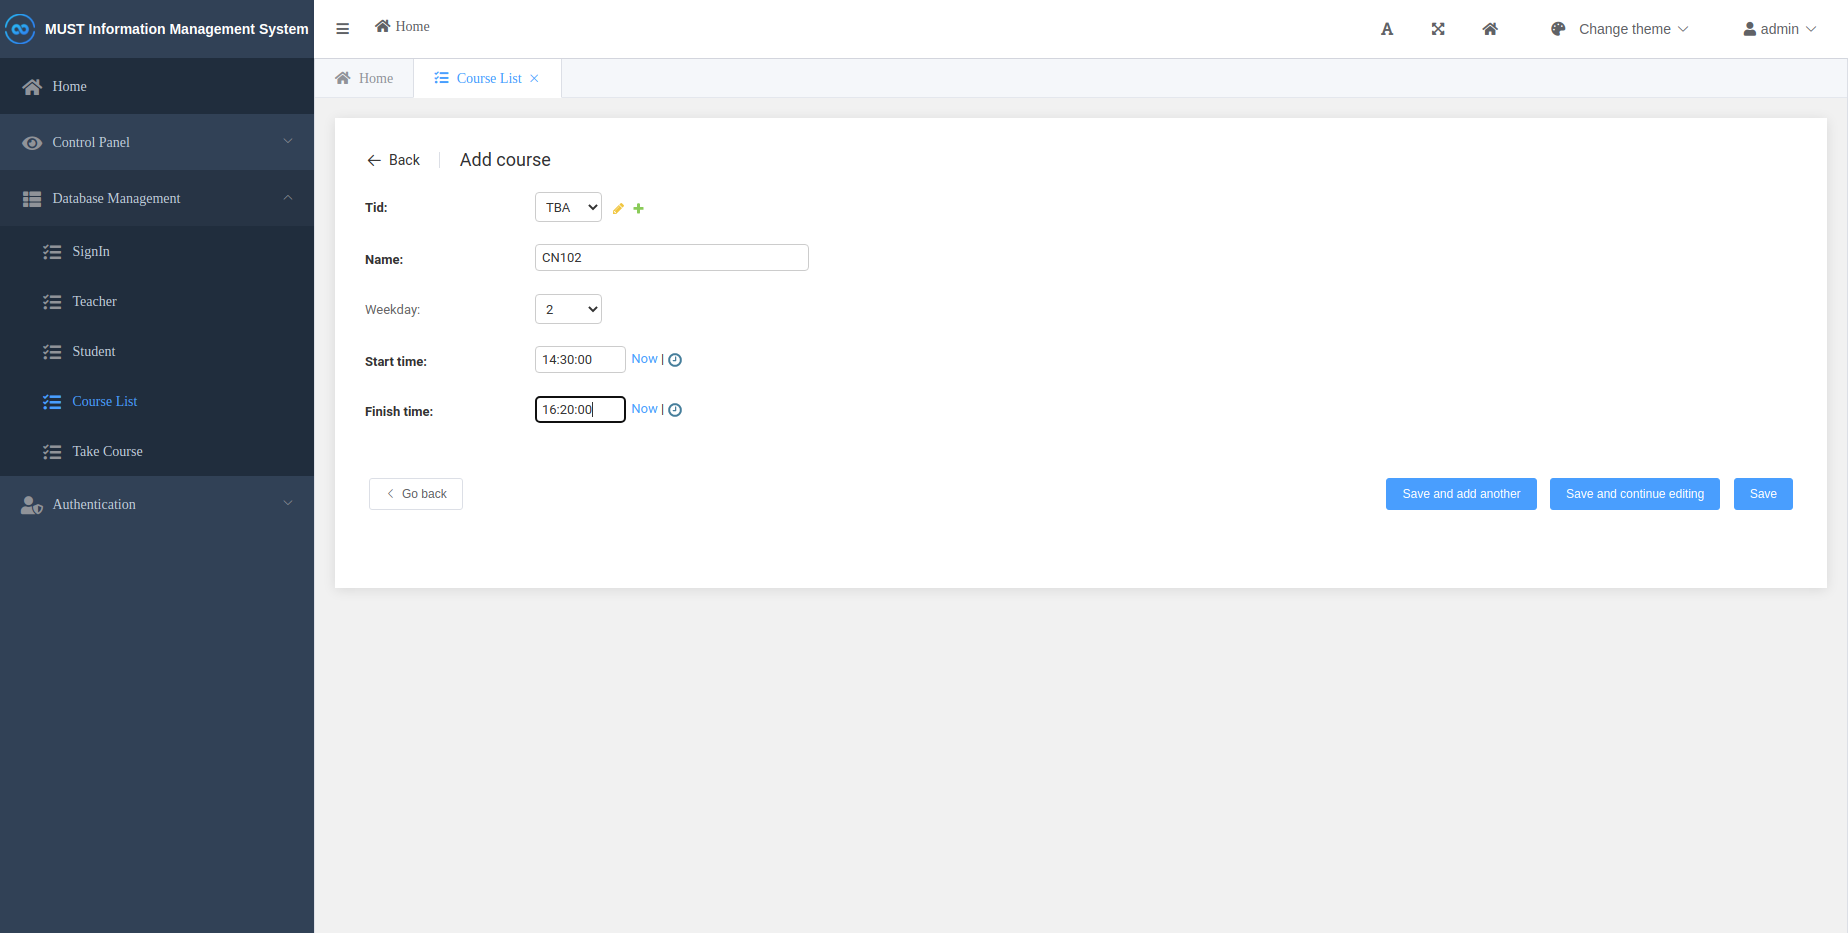 MUST Information Management System
Home
A
Change theme
admin
Home
Control Panel
Database Management
SignIn
Teacher
Student
Course List
Take Course
Authentication
Home
Course List ×
Back
Add course
Tid: TBA
Name: CN102
Weekday: 2
Start time: 14:30:00 Now |
Finish time: 16:20:00 Now |
Go back
Save and add another
Save and continue editing
Save